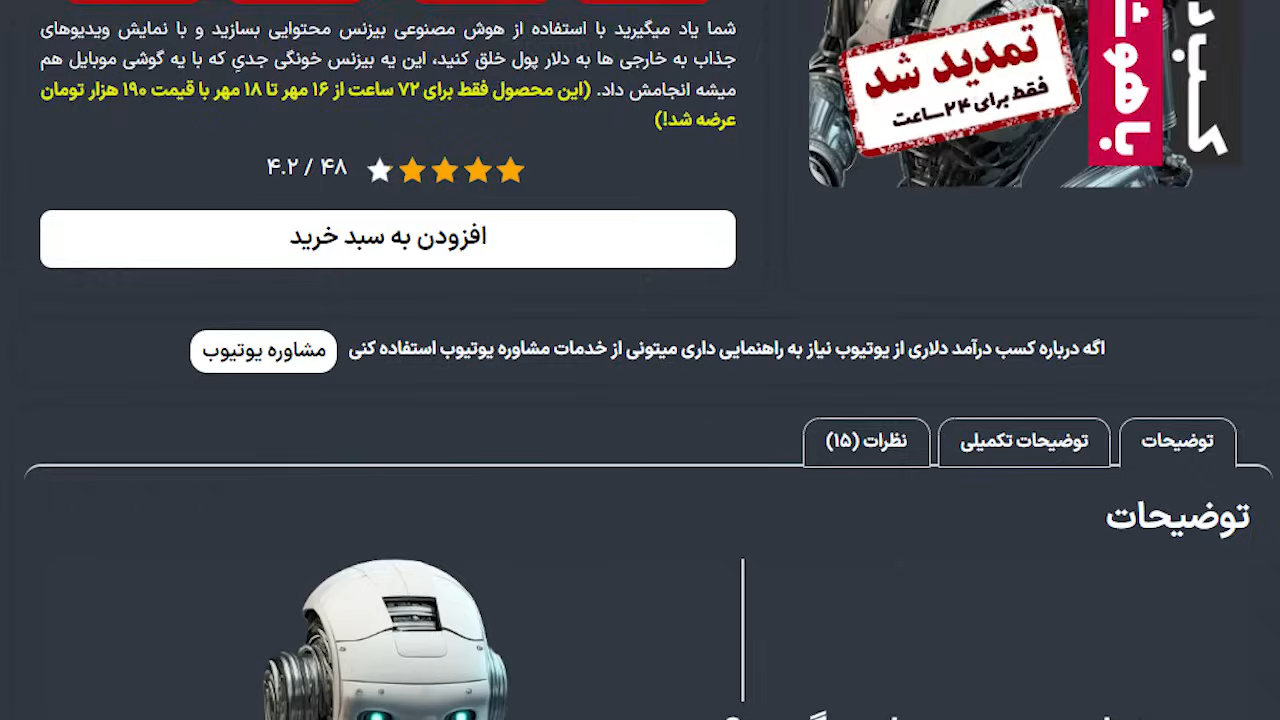 شما یاد میگیرید با استفاده از هوش مصنوعی بیزنس محتوایی بسازید و با نمایش ویدیوهای
جذاب به خارجی ها به دلار پول خلق کنید، این یه بیزنس خونگی جدیِ که با یه گوشی موبایل هم
میشه انجامش داد. (این محصول فقط برای ۷۲ ساعت از ۱۶ مهر تا ۱۸ مهر با قیمت ۱۹۰ هزار تومان
عرضه شد!)
۴.۲ / ۴۸
افزودن به سبد خرید
تمدید شد
فقط برای ۲۴ساعت
کسب
با هوش
اگه درباره کسب درآمد دلاری از یوتیوب نیاز به راهنمایی داری میتونی از خدمات مشاوره یوتیوب استفاده کنی
مشاوره یوتیوب
توضیحات
توضیحات تکمیلی
نظرات (۱۵)
توضیحات